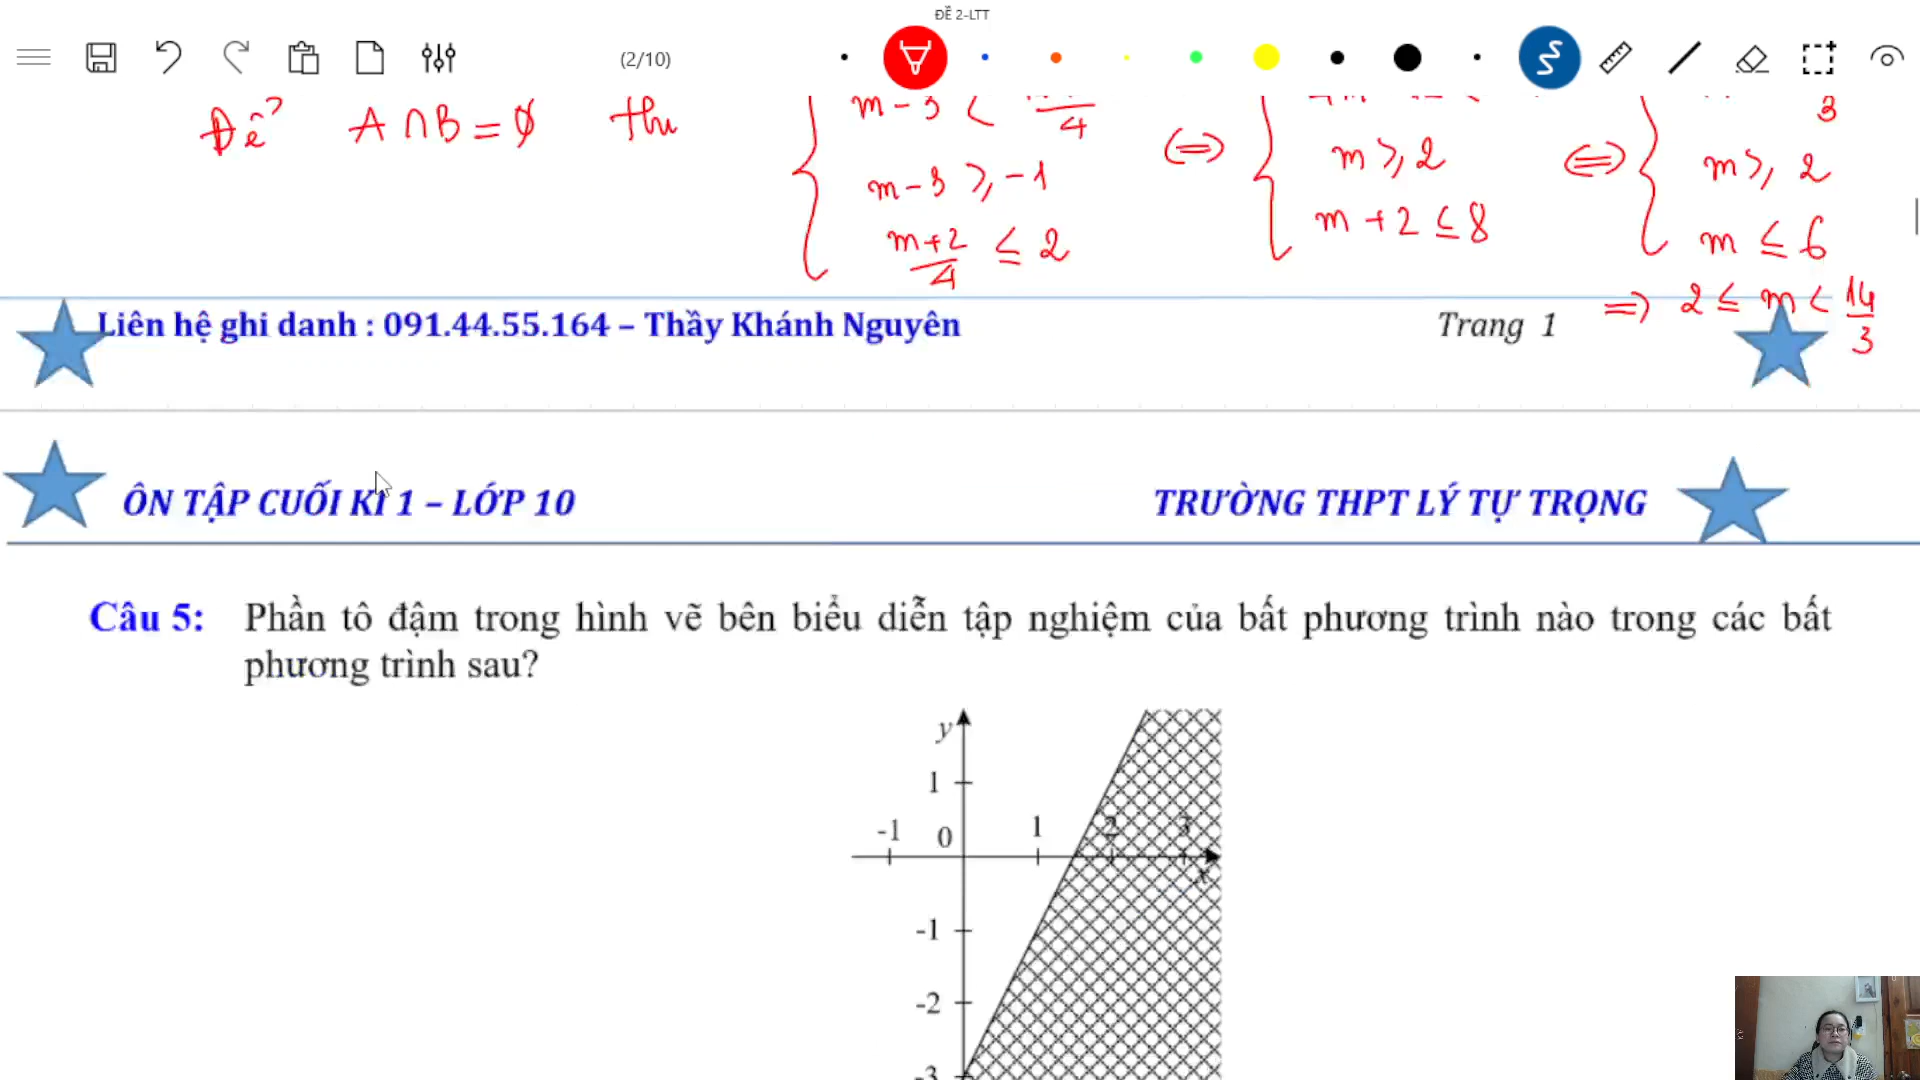 ĐỀ 2-LTT
(2/10)
Để A ∩ B = ∅ thì
m - 3 <
4
m - 3 ≥ -1
m+2/4 ≤ 2
⇔
m ≥ 2
m + 2 ≤ 8
⇔
3
m ≥ 2
m ≤ 6
⇒ 2 ≤ m < 14/3
Liên hệ ghi danh : 091.44.55.164 – Thầy Khánh Nguyên
Trang 1
ÔN TẬP CUỐI KÌ 1 – LỚP 10
TRƯỜNG THPT LÝ TỰ TRỌNG
Câu 5: Phần tô đậm trong hình vẽ bên biểu diễn tập nghiệm của bất phương trình nào trong các bất
phương trình sau?
y
1
-1 0 1 2 3
x
-1
-2
-3